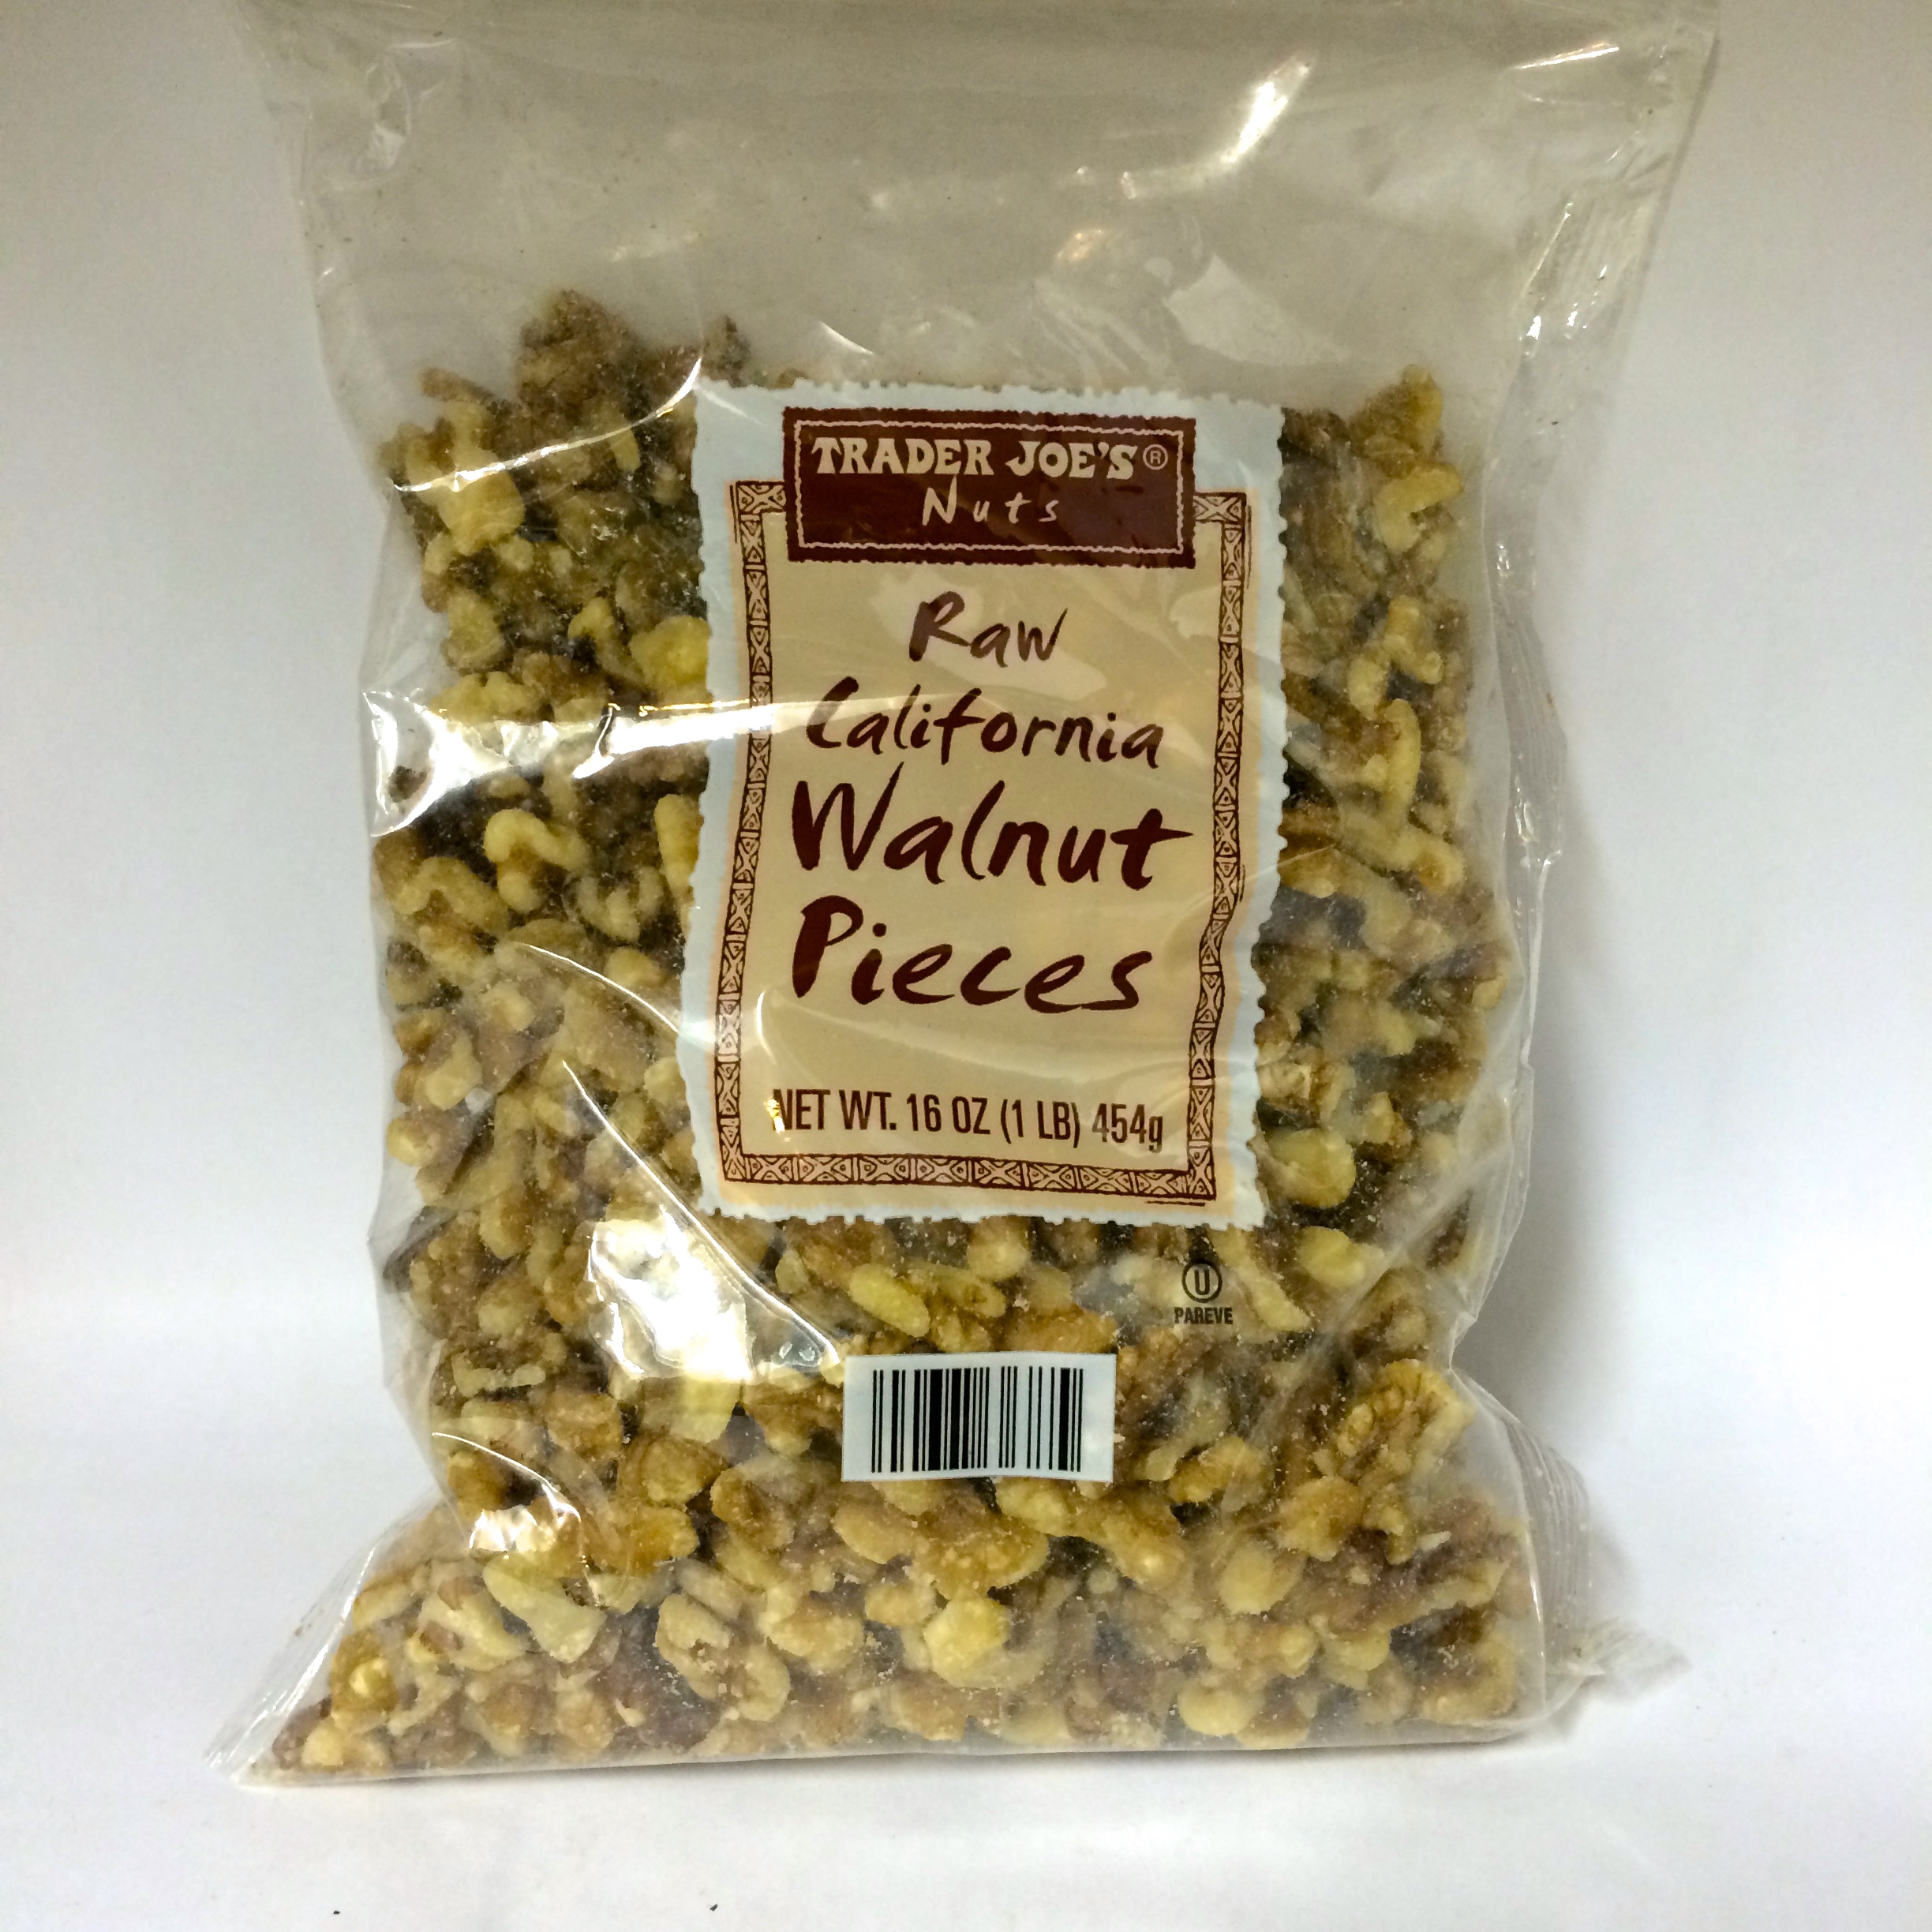 TRADER JOE'S®
Nuts
Raw
California
Walnut
Pieces
NET WT. 16 OZ (1 LB) 454g
U
PAREVE